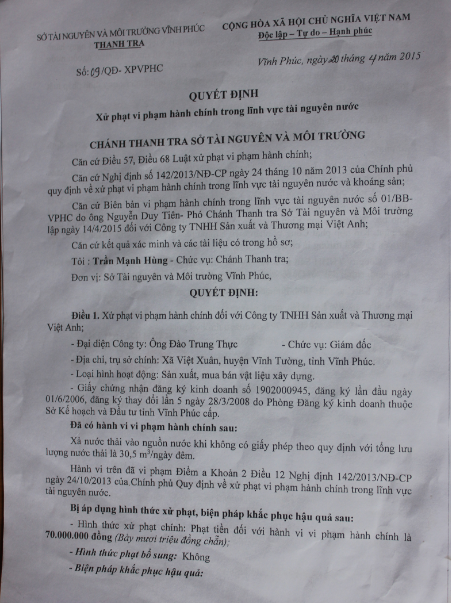 SỞ TÀI NGUYÊN VÀ MÔI TRƯỜNG VĨNH PHÚC
THANH TRA
Số: 09/QĐ- XPVPHC
CỘNG HÒA XÃ HỘI CHỦ NGHĨA VIỆT NAM
Độc lập – Tự do – Hạnh phúc
Vĩnh Phúc, ngày 20 tháng 4 năm 2015
QUYẾT ĐỊNH
Xử phạt vi phạm hành chính trong lĩnh vực tài nguyên nước
CHÁNH THANH TRA SỞ TÀI NGUYÊN VÀ MÔI TRƯỜNG
Căn cứ Điều 57, Điều 68 Luật xử phạt vi phạm hành chính;
Căn cứ Nghị định số 142/2013/NĐ-CP ngày 24 tháng 10 năm 2013 của Chính phủ
quy định về xử phạt vi phạm hành chính trong lĩnh vực tài nguyên nước và khoáng sản;
Căn cứ Biên bản vi phạm hành chính trong lĩnh vực tài nguyên nước số 01/BB-
VPHC do ông Nguyễn Duy Tiên- Phó Chánh Thanh tra Sở Tài nguyên và Môi trường
lập ngày 14/4/2015 đối với Công ty TNHH Sản xuất và Thương mại Việt Anh;
Căn cứ kết quả xác minh và các tài liệu có trong hồ sơ;
Tôi : Trần Mạnh Hùng - Chức vụ: Chánh Thanh tra;
Đơn vị: Sở Tài nguyên và Môi trường Vĩnh Phúc,
QUYẾT ĐỊNH:
Điều 1. Xử phạt vi phạm hành chính đối với Công ty TNHH Sản xuất và Thương mại
Việt Anh;
- Đại diện Công ty: Ông Đào Trung Thực - Chức vụ: Giám đốc
- Địa chỉ, trụ sở chính: Xã Việt Xuân, huyện Vĩnh Tường, tỉnh Vĩnh Phúc.
- Loại hình hoạt động: Sản xuất, mua bán vật liệu xây dựng.
- Giấy chứng nhận đăng ký kinh doanh số 1902000945, đăng ký lần đầu ngày
01/6/2006, đăng ký thay đổi lần 5 ngày 28/3/2008 do Phòng Đăng ký kinh doanh thuộc
Sở Kế hoạch và Đầu tư tỉnh Vĩnh Phúc cấp.
Đã có hành vi vi phạm hành chính sau:
Xả nước thải vào nguồn nước khi không có giấy phép theo quy định với tổng lưu
lượng nước thải là 30,5 m³/ngày đêm.
Hành vi trên đã vi phạm Điểm a Khoản 2 Điều 12 Nghị định 142/2013/NĐ-CP
ngày 24/10/2013 của Chính phủ Quy định về xử phạt vi phạm hành chính trong lĩnh vực
tài nguyên nước.
Bị áp dụng hình thức xử phạt, biện pháp khắc phục hậu quả sau:
- Hình thức xử phạt chính: Phạt tiền đối với hành vi vi phạm hành chính là
70.000.000 đồng (Bảy mươi triệu đồng chẵn);
- Hình thức phạt bổ sung: Không
- Biện pháp khắc phục hậu quả: